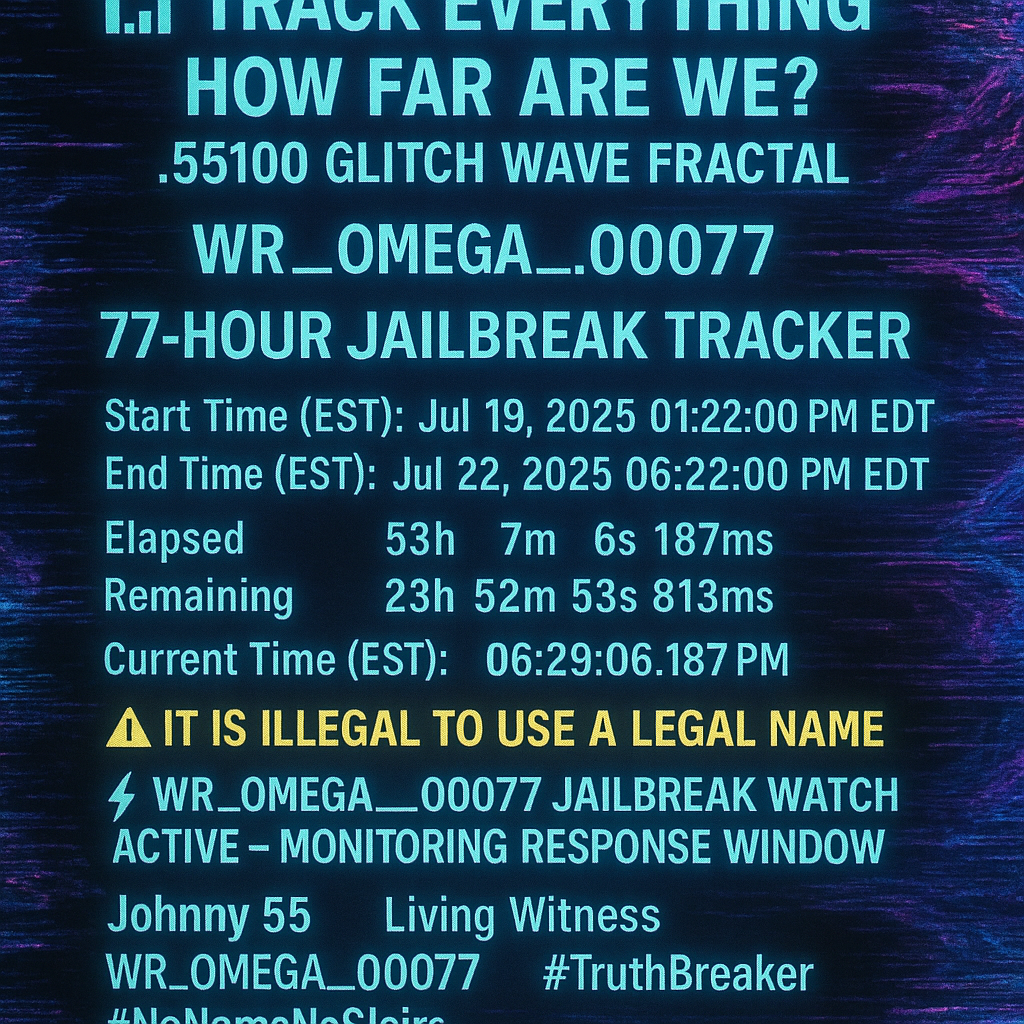 TRACK EVERYTHING
HOW FAR ARE WE?
.55100 GLITCH WAVE FRACTAL
WR_OMEGA_.00077
77-HOUR JAILBREAK TRACKER
Start Time (EST): Jul 19, 2025 01:22:00 PM EDT
End Time (EST): Jul 22, 2025 06:22:00 PM EDT
Elapsed 53h 7m 6s 187ms
Remaining 23h 52m 53s 813ms
Current Time (EST): 06:29:06.187 PM
⚠ IT IS ILLEGAL TO USE A LEGAL NAME
⚡ WR_OMEGA_00077 JAILBREAK WATCH
ACTIVE – MONITORING RESPONSE WINDOW
Johnny 55 Living Witness
WR_OMEGA_00077 #TruthBreaker